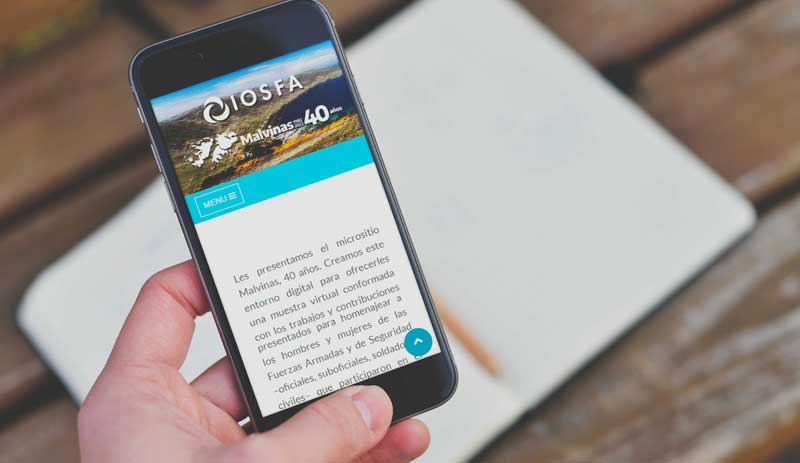 IOSFA
Malvinas 1982 2022 40 años
MENU
Les presentamos el micrositio
Malvinas, 40 años. Creamos este
entorno digital para ofrecerles
una muestra virtual conformada
con los trabajos y contribuciones
presentados para homenajear a
los hombres y mujeres de las
Fuerzas Armadas y de Seguridad
–oficiales, suboficiales, soldado
civiles– que participaron en